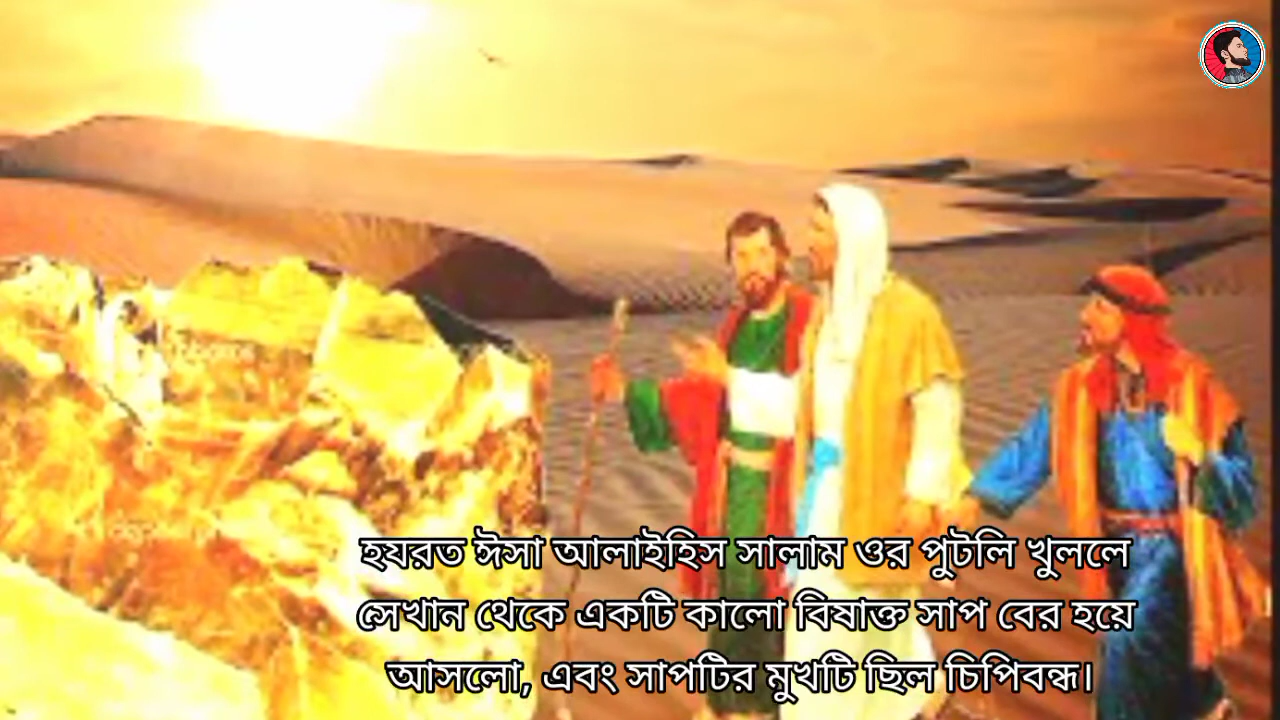 হযরত ঈসা আলাইহিস সালাম ওর পুটলি খুললে
সেখান থেকে একটি কালো বিষাক্ত সাপ বের হয়ে
আসলো, এবং সাপটির মুখটি ছিল চিপিবন্ধ।